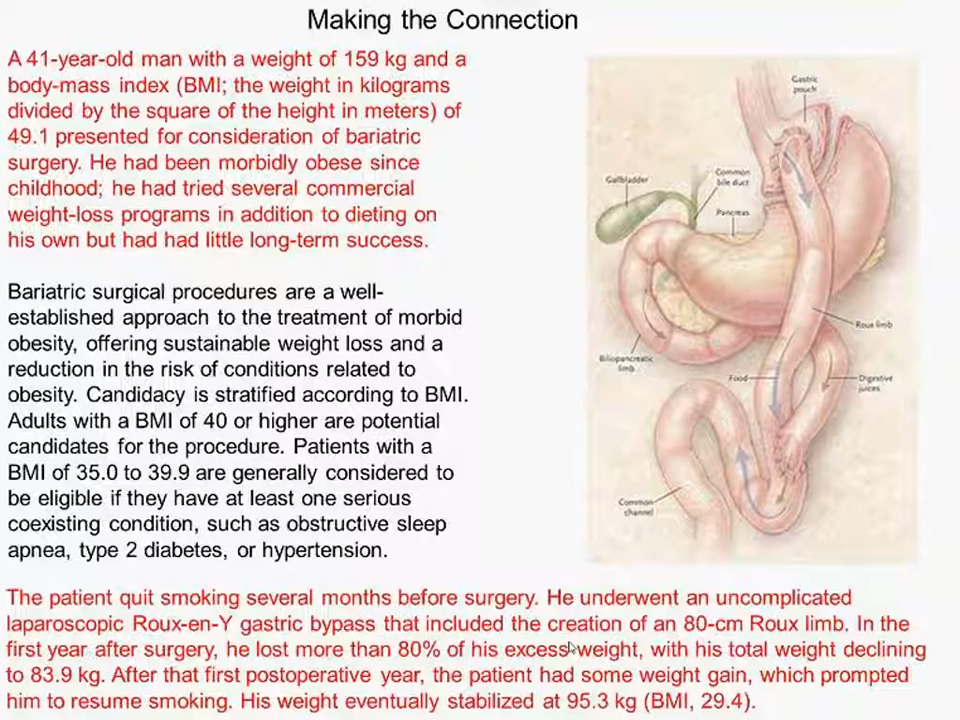 Making the Connection
A 41-year-old man with a weight of 159 kg and a
body-mass index (BMI; the weight in kilograms
divided by the square of the height in meters) of
49.1 presented for consideration of bariatric
surgery. He had been morbidly obese since
childhood; he had tried several commercial
weight-loss programs in addition to dieting on
his own but had had little long-term success.
Bariatric surgical procedures are a well-
established approach to the treatment of morbid
obesity, offering sustainable weight loss and a
reduction in the risk of conditions related to
obesity. Candidacy is stratified according to BMI.
Adults with a BMI of 40 or higher are potential
candidates for the procedure. Patients with a
BMI of 35.0 to 39.9 are generally considered to
be eligible if they have at least one serious
coexisting condition, such as obstructive sleep
apnea, type 2 diabetes, or hypertension.
Gastric
pouch
Gallbladder
Common
bile duct
Pancreas
Roux limb
Biliopancreatic
limb
Food
Digestive
juices
Common
channel
The patient quit smoking several months before surgery. He underwent an uncomplicated
laparoscopic Roux-en-Y gastric bypass that included the creation of an 80-cm Roux limb. In the
first year after surgery, he lost more than 80% of his excess weight, with his total weight declining
to 83.9 kg. After that first postoperative year, the patient had some weight gain, which prompted
him to resume smoking. His weight eventually stabilized at 95.3 kg (BMI, 29.4).